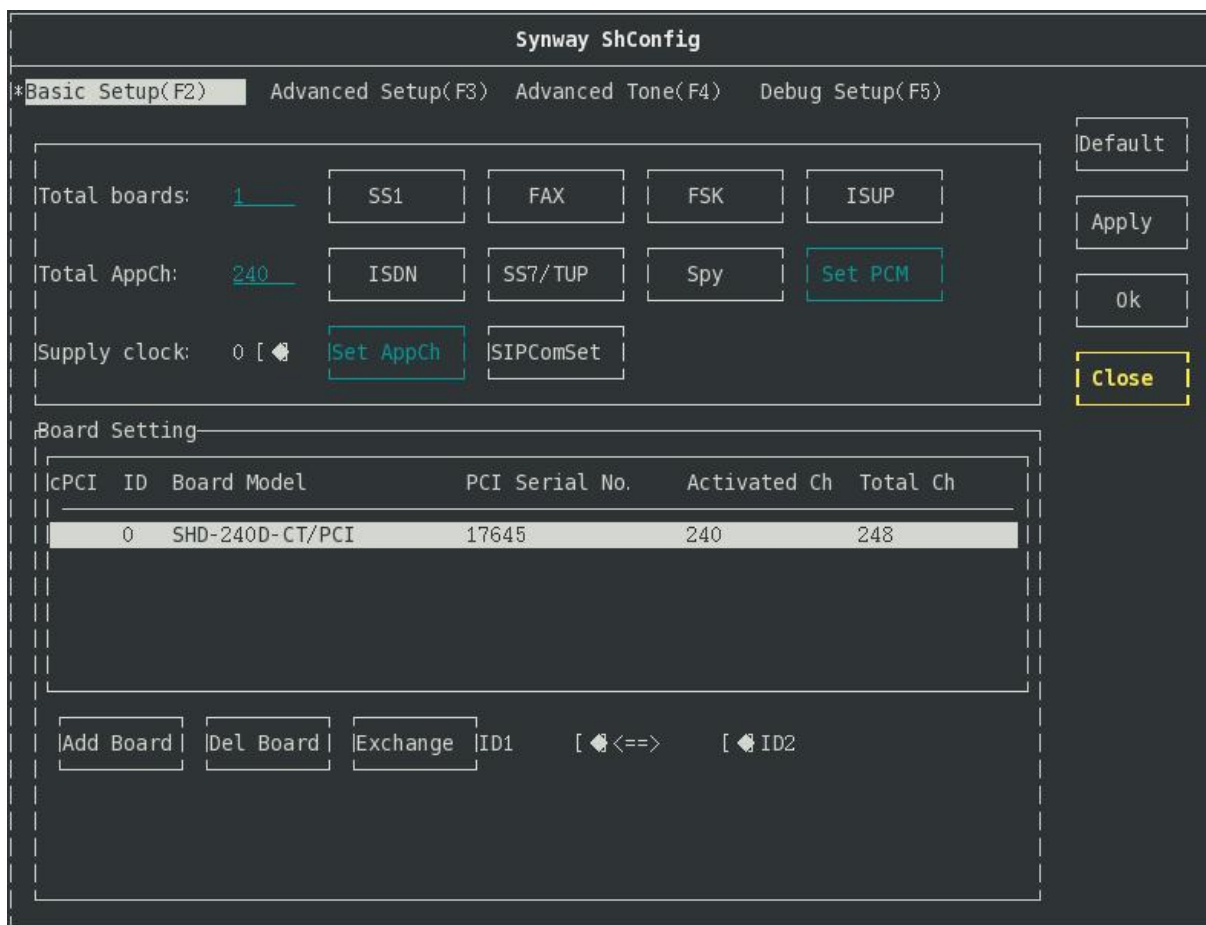 Synway ShConfig
*Basic Setup(F2) Advanced Setup(F3) Advanced Tone(F4) Debug Setup(F5)
Default
Total boards: 1 SS1 FAX FSK ISUP
Apply
Total AppCh: 240 ISDN SS7/TUP Spy Set PCM
Ok
Supply clock: 0 [ Set AppCh SIPComSet
Close
Board Setting
cPCI ID Board Model PCI Serial No. Activated Ch Total Ch
0 SHD-240D-CT/PCI 17645 240 248
Add Board Del Board Exchange ID1 [ <==> [ ID2